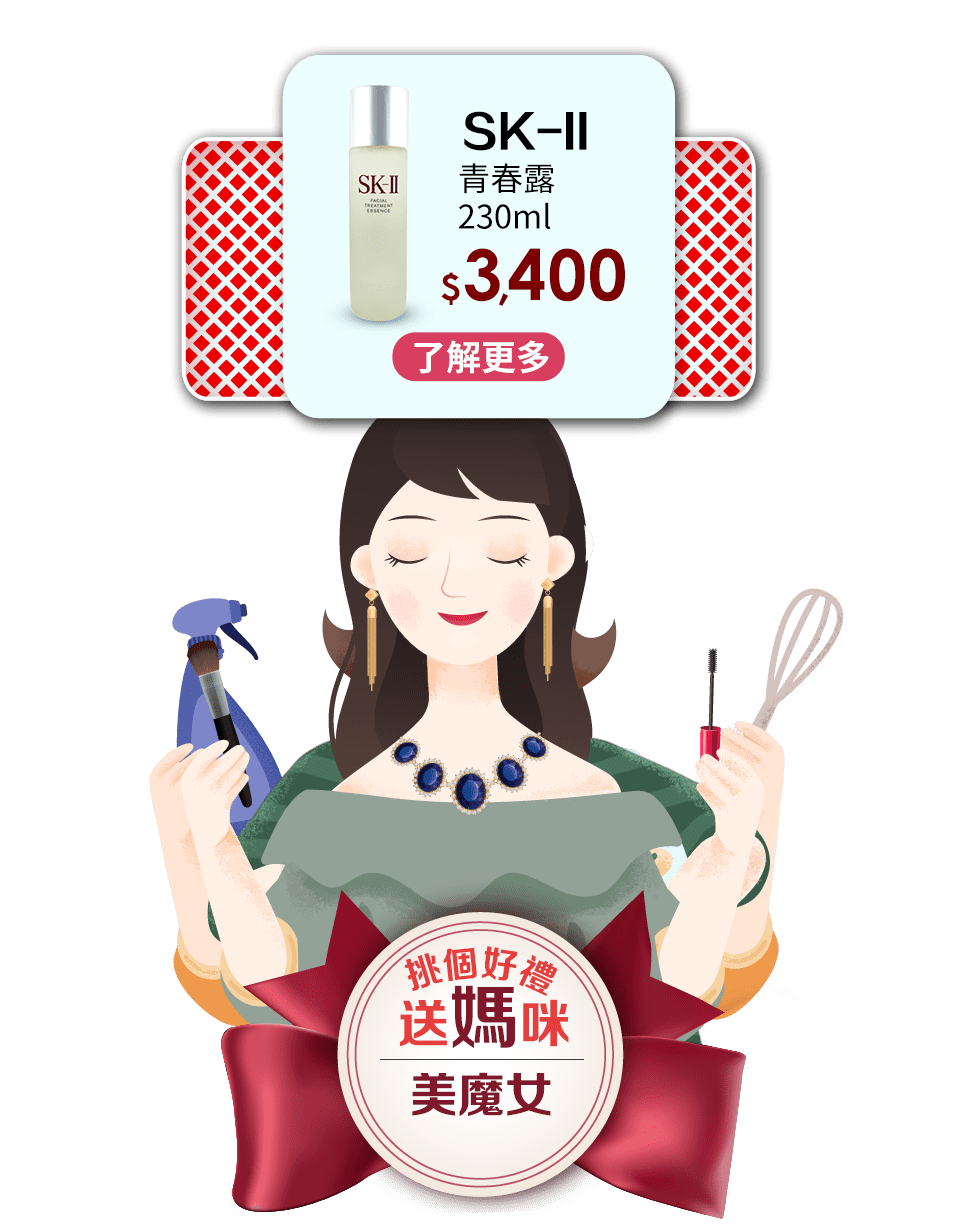 SK-II
青春露
230ml
$3,400
了解更多
SK-II
FACIAL
TREATMENT
ESSENCE
挑個好禮
送媽咪
美魔女